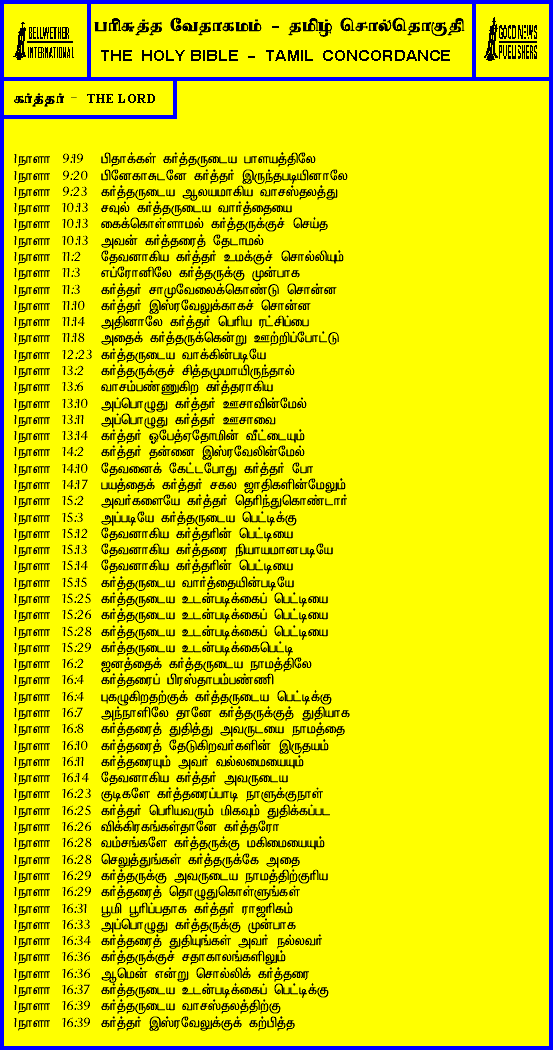 BELLWETHER INTERNATIONAL
பரிசுத்த வேதாகமம் - தமிழ் சொல்தொகுதி
THE HOLY BIBLE - TAMIL CONCORDANCE
GOOD NEWS PUBLISHERS
கர்த்தர் - THE LORD
1நாளா 9:19 பிதாக்கள் கர்த்தருடைய பாளயத்திலே
1நாளா 9:20 பினேகாசுடனே கர்த்தர் இருந்தபடியினாலே
1நாளா 9:23 கர்த்தருடைய ஆலயமாகிய வாசஸ்தலத்து
1நாளா 10:13 சவுல் கர்த்தருடைய வார்த்தையை
1நாளா 10:13 கைக்கொள்ளாமல் கர்த்தருக்குச் செய்த
1நாளா 10:13 அவன் கர்த்தரைத் தேடாமல்
1நாளா 11:2 தேவனாகிய கர்த்தர் உமக்குச் சொல்லியும்
1நாளா 11:3 எப்ரோனிலே கர்த்தருக்கு முன்பாக
1நாளா 11:3 கர்த்தர் சாமுவேலைக்கொண்டு சொன்ன
1நாளா 11:10 கர்த்தர் இஸ்ரவேலுக்காகச் சொன்ன
1நாளா 11:14 அதினாலே கர்த்தர் பெரிய ரட்சிப்பை
1நாளா 11:18 அதைக் கர்த்தருக்கென்று ஊற்றிப்போட்டு
1நாளா 12:23 கர்த்தருடைய வாக்கின்படியே
1நாளா 13:2 கர்த்தருக்குச் சித்தமுமாயிருந்தால்
1நாளா 13:6 வாசம்பண்ணுகிற கர்த்தராகிய
1நாளா 13:10 அப்பொழுது கர்த்தர் ஊசாவின்மேல்
1நாளா 13:11 அப்பொழுது கர்த்தர் ஊசாவை
1நாளா 13:14 கர்த்தர் ஓபேத்ஏதோமின் வீட்டையும்
1நாளா 14:2 கர்த்தர் தன்னை இஸ்ரவேலின்மேல்
1நாளா 14:10 தேவனைக் கேட்டபோது கர்த்தர் போ
1நாளா 14:17 பயத்தைக் கர்த்தர் சகல ஜாதிகளின்மேலும்
1நாளா 15:2 அவர்களையே கர்த்தர் தெரிந்துகொண்டார்
1நாளா 15:3 அப்படியே கர்த்தருடைய பெட்டிக்கு
1நாளா 15:12 தேவனாகிய கர்த்தரின் பெட்டியை
1நாளா 15:13 தேவனாகிய கர்த்தரை நியாயமானபடியே
1நாளா 15:14 தேவனாகிய கர்த்தரின் பெட்டியை
1நாளா 15:15 கர்த்தருடைய வார்த்தையின்படியே
1நாளா 15:25 கர்த்தருடைய உடன்படிக்கைப் பெட்டியை
1நாளா 15:26 கர்த்தருடைய உடன்படிக்கைப் பெட்டியை
1நாளா 15:28 கர்த்தருடைய உடன்படிக்கைப் பெட்டியை
1நாளா 15:29 கர்த்தருடைய உடன்படிக்கைபெட்டி
1நாளா 16:2 ஜனத்தைக் கர்த்தருடைய நாமத்திலே
1நாளா 16:4 கர்த்தரைப் பிரஸ்தாபம்பண்ணி
1நாளா 16:4 புகழுகிறதற்குக் கர்த்தருடைய பெட்டிக்கு
1நாளா 16:7 அந்நாளிலே தானே கர்த்தருக்குத் துதியாக
1நாளா 16:8 கர்த்தரைத் துதித்து அவருடயை நாமத்தை
1நாளா 16:10 கர்த்தரைத் தேடுகிறவர்களின் இருதயம்
1நாளா 16:11 கர்த்தரையும் அவர் வல்லமையையும்
1நாளா 16:14 தேவனாகிய கர்த்தர் அவருடைய
1நாளா 16:23 குடிகளே கர்த்தரைப்பாடி நாளுக்குநாள்
1நாளா 16:25 கர்த்தர் பெரியவரும் மிகவும் துதிக்கப்பட
1நாளா 16:26 விக்கிரகங்கள்தானே கர்த்தரோ
1நாளா 16:28 வம்சங்களே கர்த்தருக்கு மகிமையையும்
1நாளா 16:28 செலுத்துங்கள் கர்த்தருக்கே அதை
1நாளா 16:29 கர்த்தருக்கு அவருடைய நாமத்திற்குரிய
1நாளா 16:29 கர்த்தரைத் தொழுதுகொள்ளுங்கள்
1நாளா 16:31 பூமி பூரிப்பதாக கர்த்தர் ராஜரிகம்
1நாளா 16:33 அப்பொழுது கர்த்தருக்கு முன்பாக
1நாளா 16:34 கர்த்தரைத் துதியுங்கள் அவர் நல்லவர்
1நாளா 16:36 கர்த்தருக்குச் சதாகாலங்களிலும்
1நாளா 16:36 ஆமென் என்று சொல்லிக் கர்த்தரை
1நாளா 16:37 கர்த்தருடைய உடன்படிக்கைப் பெட்டிக்கு
1நாளா 16:39 கர்த்தருடைய வாசஸ்தலத்திற்கு
1நாளா 16:39 கர்த்தர் இஸ்ரவேலுக்குக் கற்பித்த